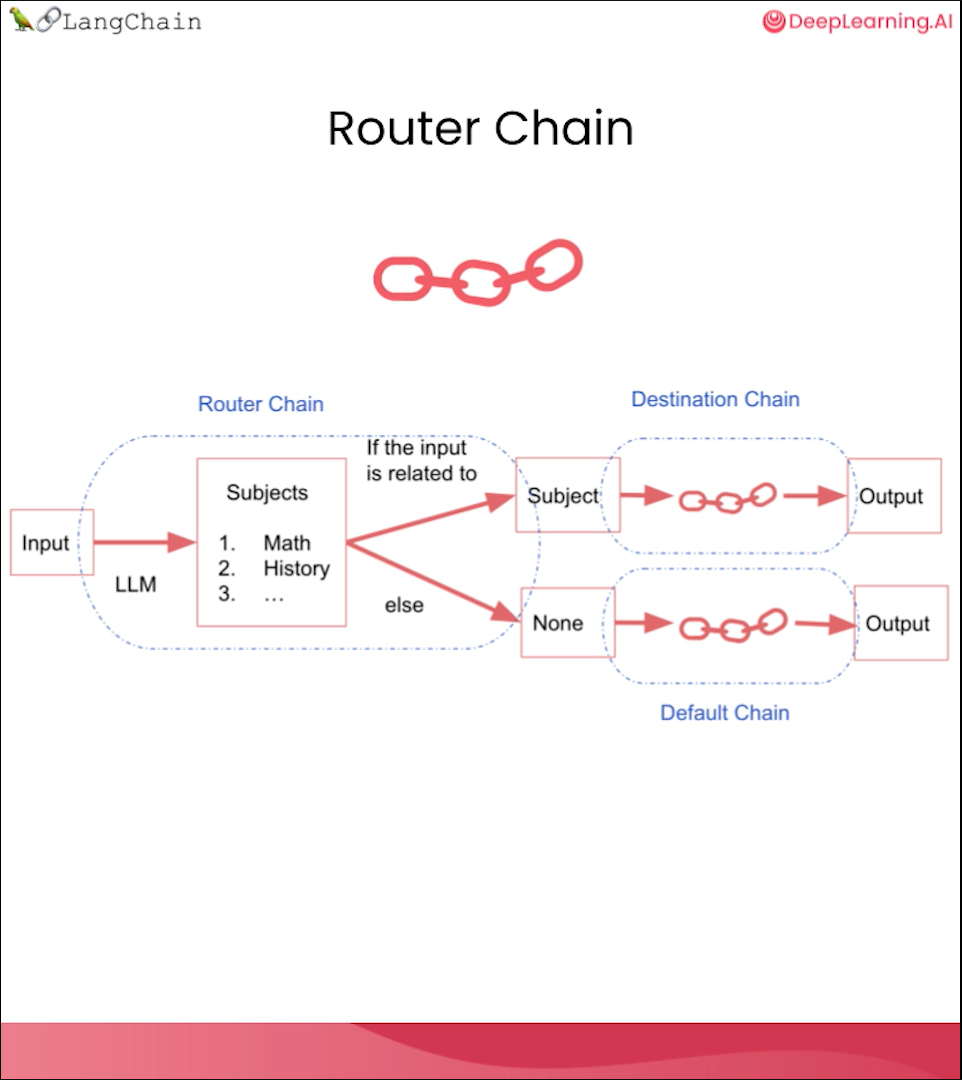 LangChain
DeepLearning.AI
Router Chain
Router Chain
Destination Chain
If the input
is related to
Subjects
1. Math
2. History
3. ...
Input
LLM
else
Subject
Output
None
Output
Default Chain